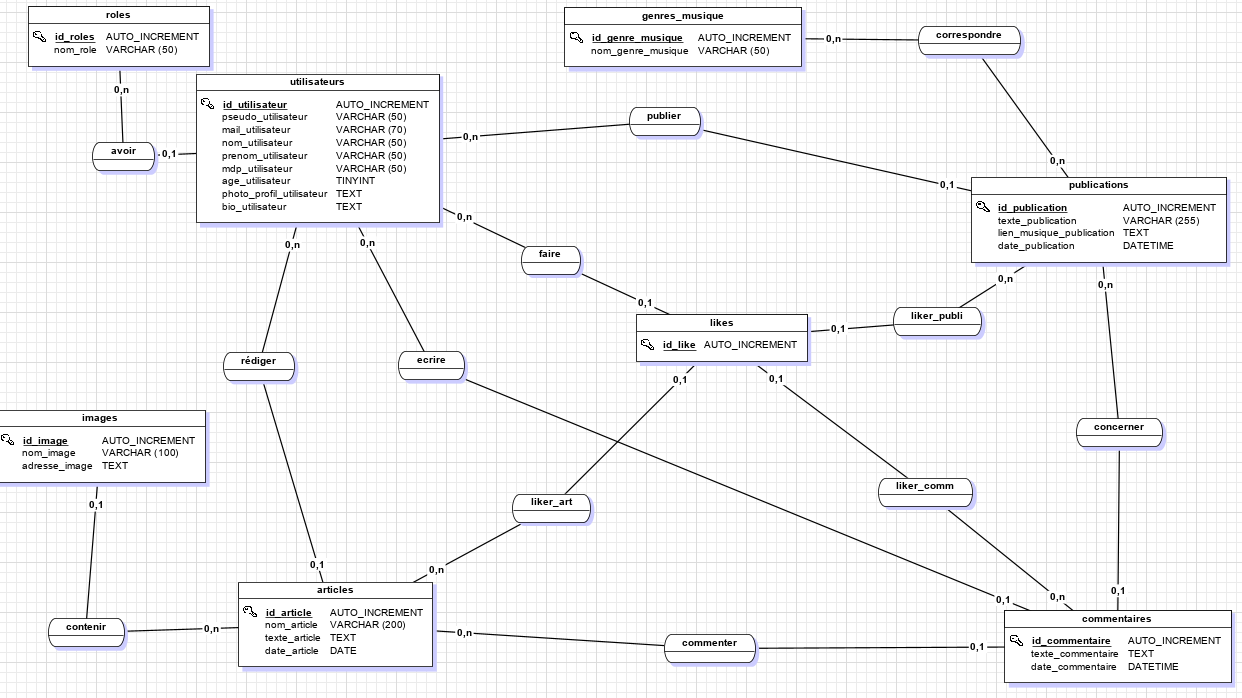 roles
id_roles AUTO_INCREMENT
nom_role VARCHAR (50)
0,n
avoir
0,1
utilisateurs
id_utilisateur AUTO_INCREMENT
pseudo_utilisateur VARCHAR (50)
mail_utilisateur VARCHAR (70)
nom_utilisateur VARCHAR (50)
prenom_utilisateur VARCHAR (50)
mdp_utilisateur VARCHAR (50)
age_utilisateur TINYINT
photo_profil_utilisateur TEXT
bio_utilisateur TEXT
genres_musique
id_genre_musique AUTO_INCREMENT
nom_genre_musique VARCHAR (50)
0,n
correspondre
0,n
0,n
publier
0,1
publications
id_publication AUTO_INCREMENT
texte_publication VARCHAR (255)
lien_musique_publication TEXT
date_publication DATETIME
0,n
faire
0,1
likes
id_like AUTO_INCREMENT
0,1
liker_publi
0,n
0,n
concerner
0,1
0,n
rédiger
0,1
0,n
ecrire
0,1
0,1
liker_art
0,n
0,1
liker_comm
0,n
images
id_image AUTO_INCREMENT
nom_image VARCHAR (100)
adresse_image TEXT
0,1
contenir
0,n
articles
id_article AUTO_INCREMENT
nom_article VARCHAR (200)
texte_article TEXT
date_article DATE
0,n
commenter
0,1
commentaires
id_commentaire AUTO_INCREMENT
texte_commentaire TEXT
date_commentaire DATETIME